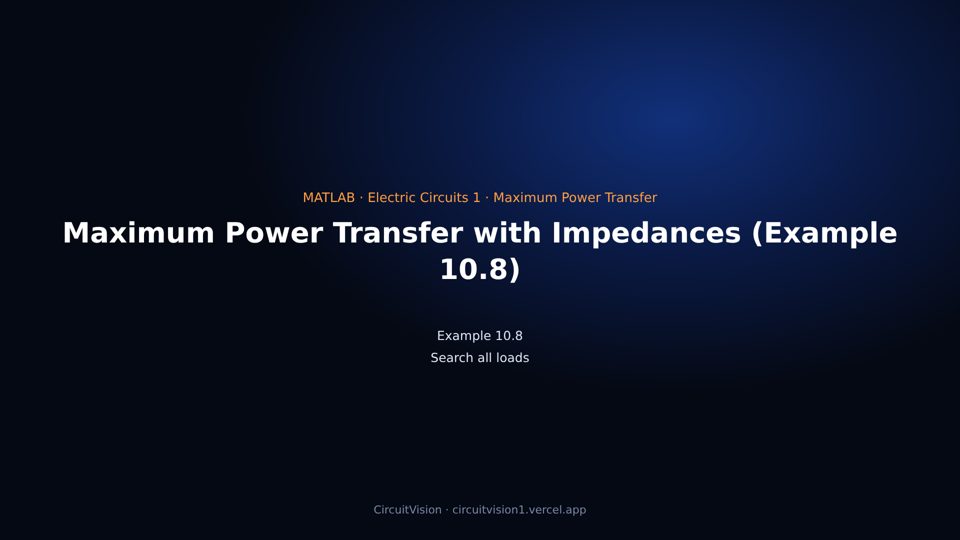 MATLAB · Electric Circuits 1 · Maximum Power Transfer
Maximum Power Transfer with Impedances (Example
10.8)
Example 10.8
Search all loads
CircuitVision · circuitvision1.vercel.app